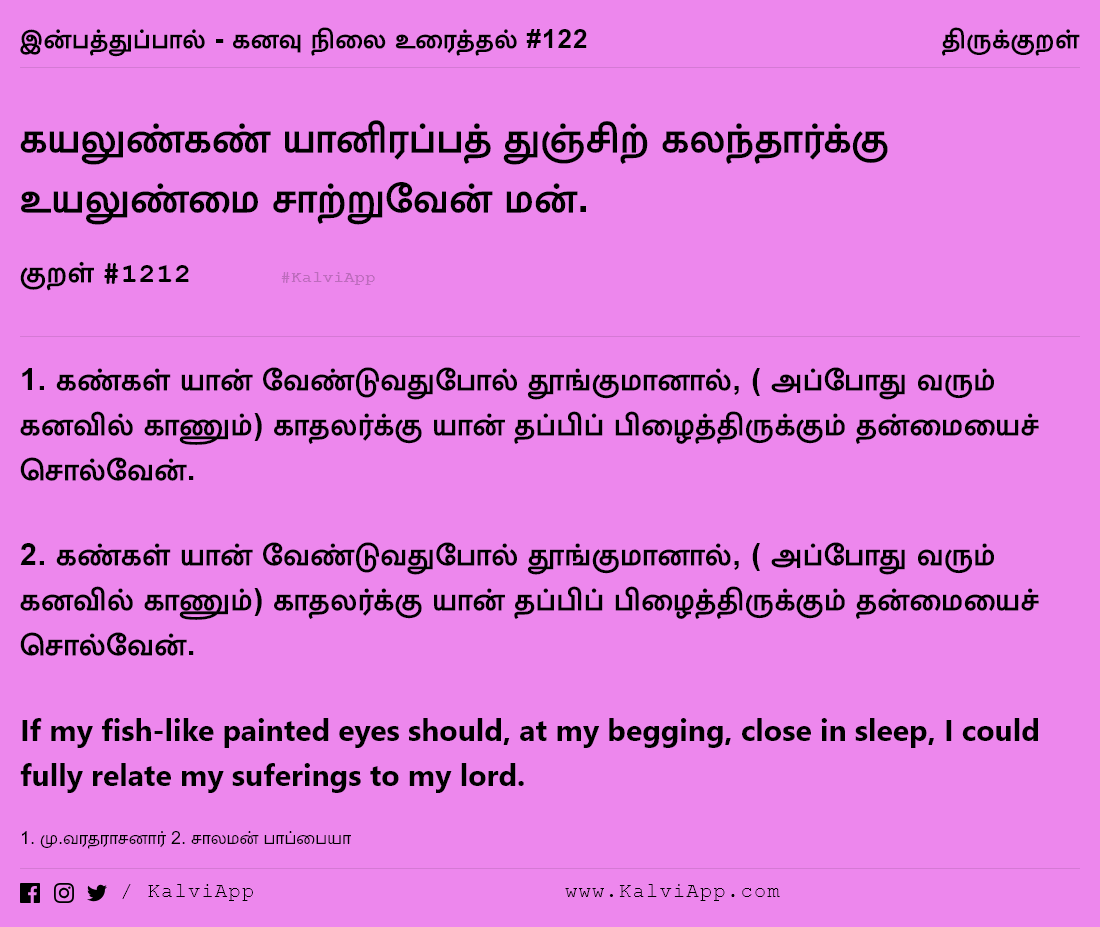 இன்பத்துப்பால் - கனவு நிலை உரைத்தல் #122 திருக்குறள்
கயலுண்கண் யானிரப்பத் துஞ்சிற் கலந்தார்க்கு
உயலுண்மை சாற்றுவேன் மன்.
குறள் #1212 #KalviApp
1. கண்கள் யான் வேண்டுவதுபோல் தூங்குமானால், ( அப்போது வரும்
கனவில் காணும்) காதலர்க்கு யான் தப்பிப் பிழைத்திருக்கும் தன்மையைச்
சொல்வேன்.
2. கண்கள் யான் வேண்டுவதுபோல் தூங்குமானால், ( அப்போது வரும்
கனவில் காணும்) காதலர்க்கு யான் தப்பிப் பிழைத்திருக்கும் தன்மையைச்
சொல்வேன்.
If my fish-like painted eyes should, at my begging, close in sleep, I could
fully relate my suferings to my lord.
1. மு.வரதராசனார் 2. சாலமன் பாப்பையா
/ KalviApp www.KalviApp.com